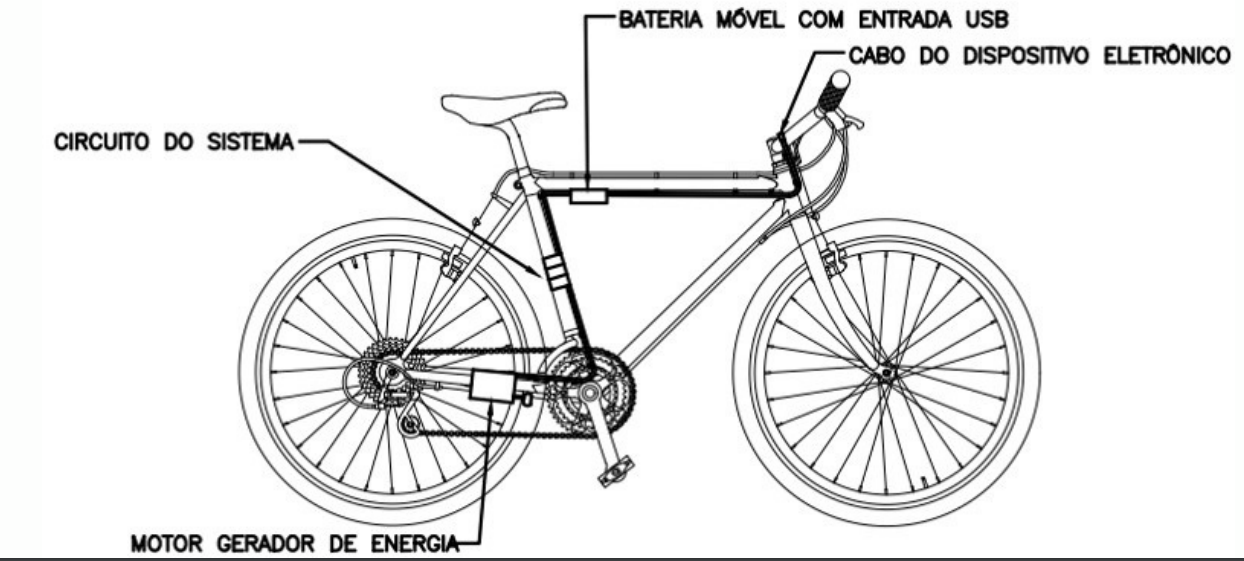 BATERIA MÓVEL COM ENTRADA USB
CABO DO DISPOSITIVO ELETRÔNICO
CIRCUITO DO SISTEMA
MOTOR GERADOR DE ENERGIA